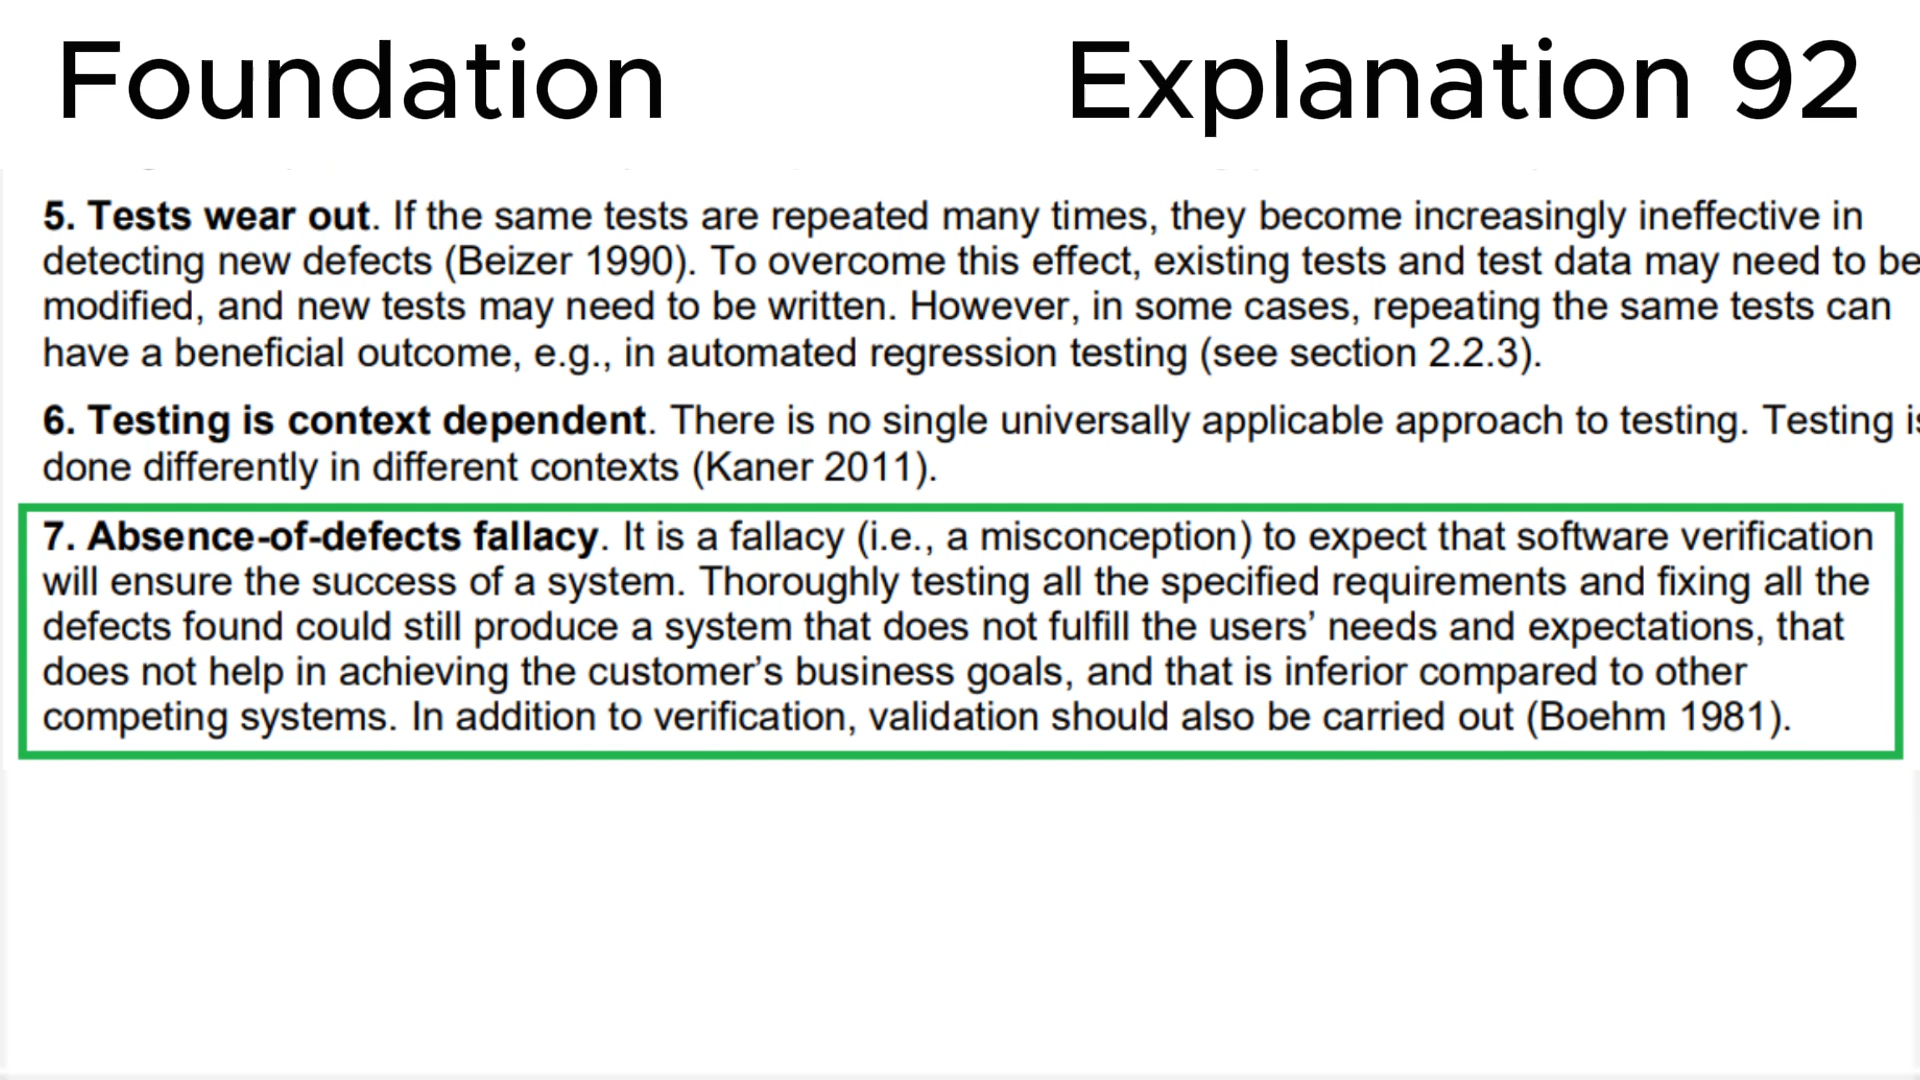 Foundation Explanation 92
5. Tests wear out. If the same tests are repeated many times, they become increasingly ineffective in
detecting new defects (Beizer 1990). To overcome this effect, existing tests and test data may need to be
modified, and new tests may need to be written. However, in some cases, repeating the same tests can
have a beneficial outcome, e.g., in automated regression testing (see section 2.2.3).
6. Testing is context dependent. There is no single universally applicable approach to testing. Testing is
done differently in different contexts (Kaner 2011).
7. Absence-of-defects fallacy. It is a fallacy (i.e., a misconception) to expect that software verification
will ensure the success of a system. Thoroughly testing all the specified requirements and fixing all the
defects found could still produce a system that does not fulfill the users’ needs and expectations, that
does not help in achieving the customer’s business goals, and that is inferior compared to other
competing systems. In addition to verification, validation should also be carried out (Boehm 1981).